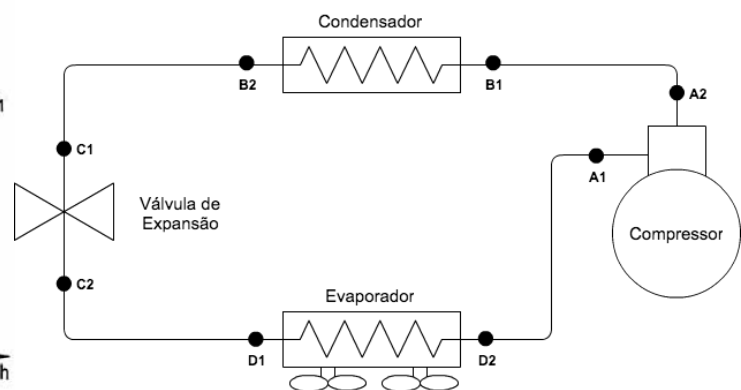 Condensador
B2
B1
A2
C1
A1
Válvula de
Expansão
Compressor
C2
Evaporador
D1
D2
h